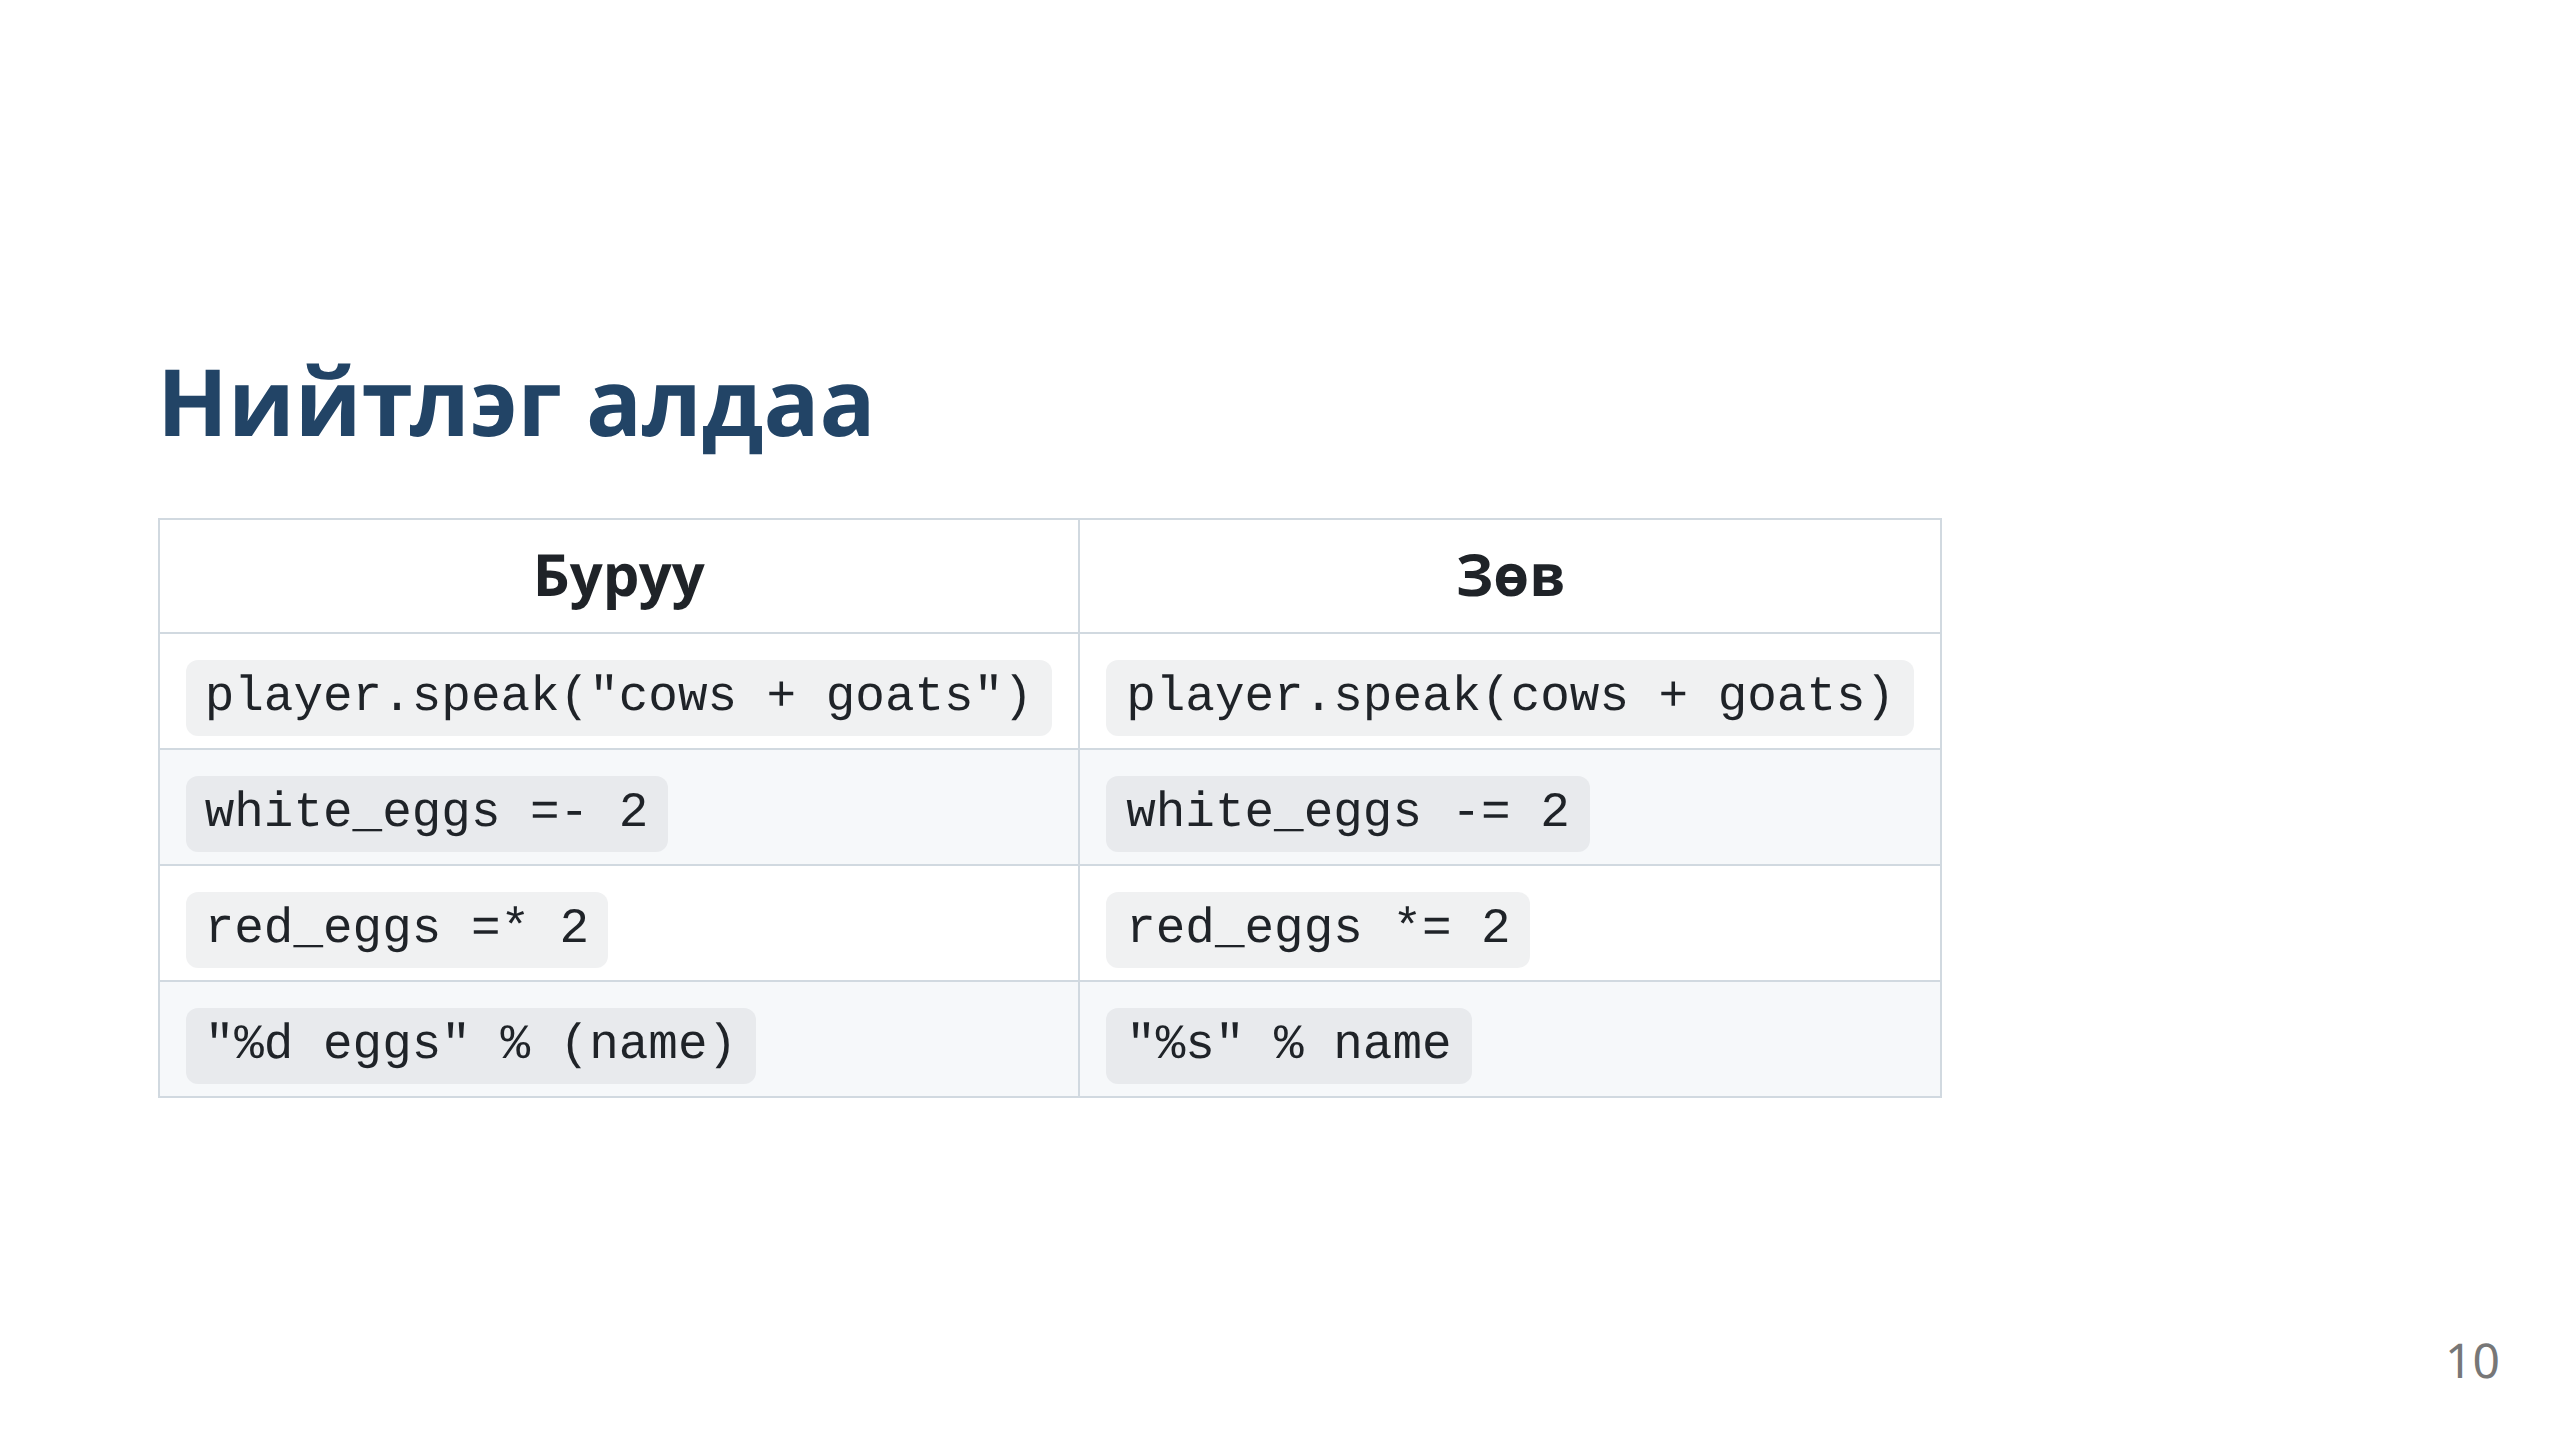 Нийтлэг алдаа
Буруу Зөв
player.speak("cows + goats") player.speak(cows + goats)
white_eggs =- 2 white_eggs -= 2
red_eggs =* 2 red_eggs *= 2
"%d eggs" % (name) "%s" % name
10